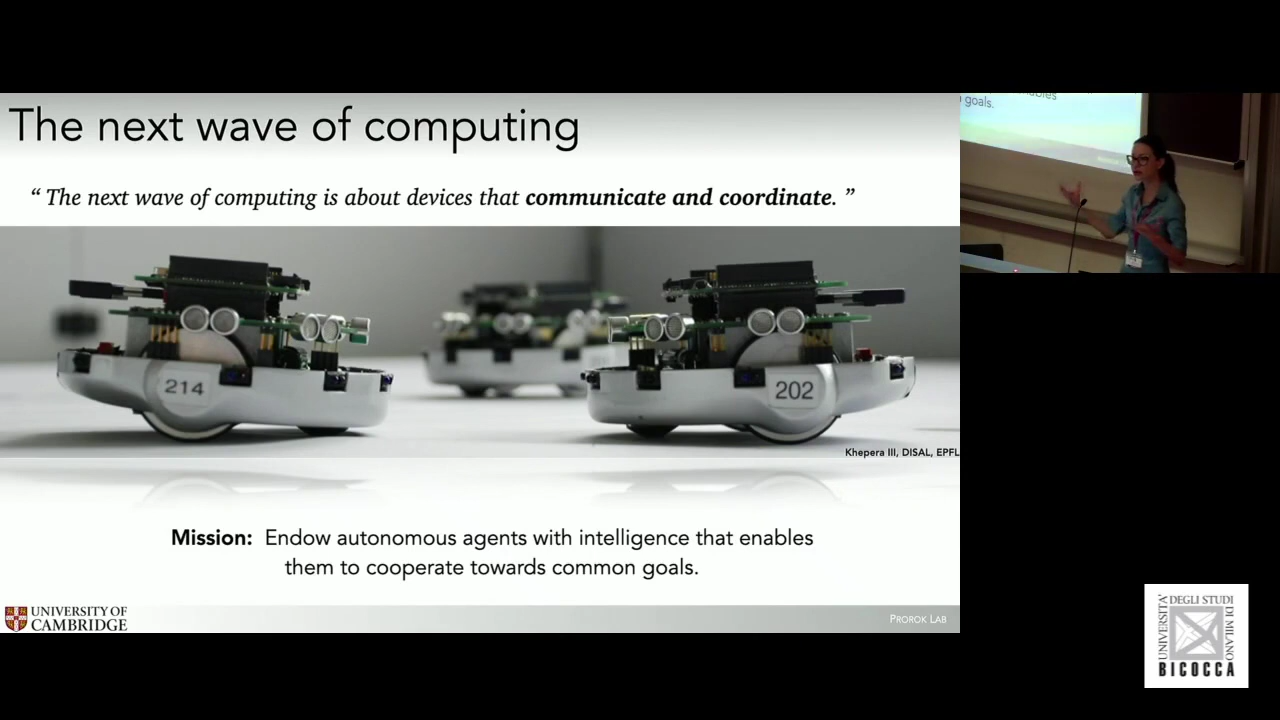 The next wave of computing
“ The next wave of computing is about devices that communicate and coordinate. ”
214
202
Khepera III, DISAL, EPFL
Mission: Endow autonomous agents with intelligence that enables
them to cooperate towards common goals.
UNIVERSITY OF
CAMBRIDGE
PROROK LAB
goals.
UNIVERSITA' DEGLI STUDI DI MILANO
BICOCCA